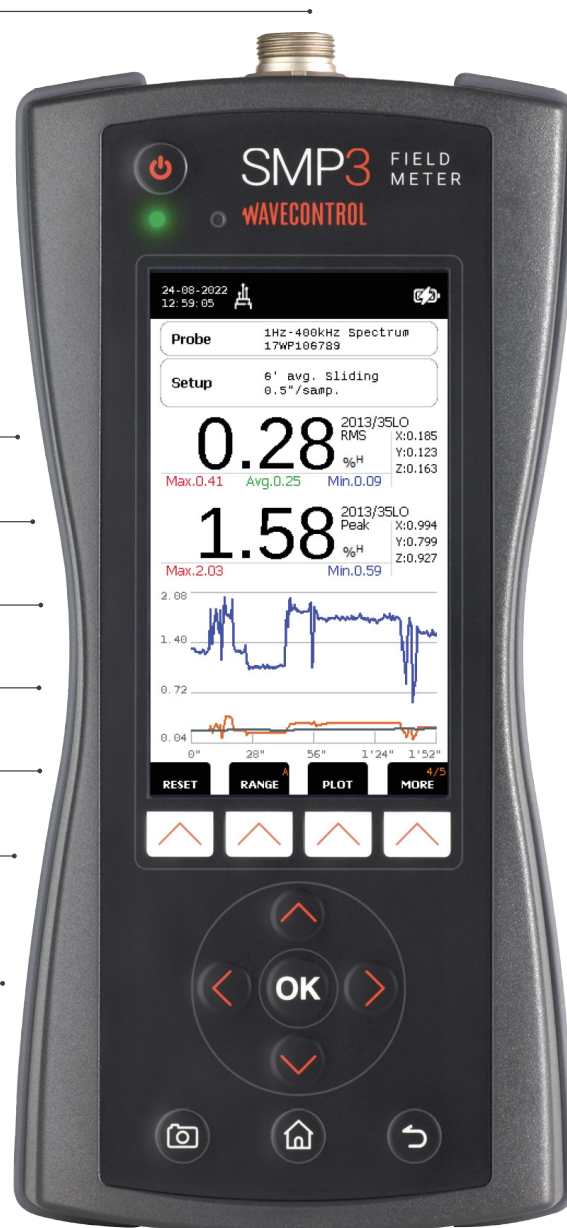 SMP3 FIELD
METER
WAVECONTROL
24-08-2022
12:59:05
Probe 1Hz-400kHz Spectrum
17WP106789
Setup 6' avg. Sliding
0.5"/samp.
0.28 %H 2013/35LO
RMS X:0.185
Y:0.123
Z:0.163
Max.0.41 Avg.0.25 Min.0.09
1.58 %H 2013/35LO
Peak X:0.994
Y:0.799
Z:0.927
Max.2.03 Min.0.59
2.08
1.40
0.72
0.04
0" 28" 56" 1'24" 1'52"
A 4/5
RESET RANGE PLOT MORE
OK